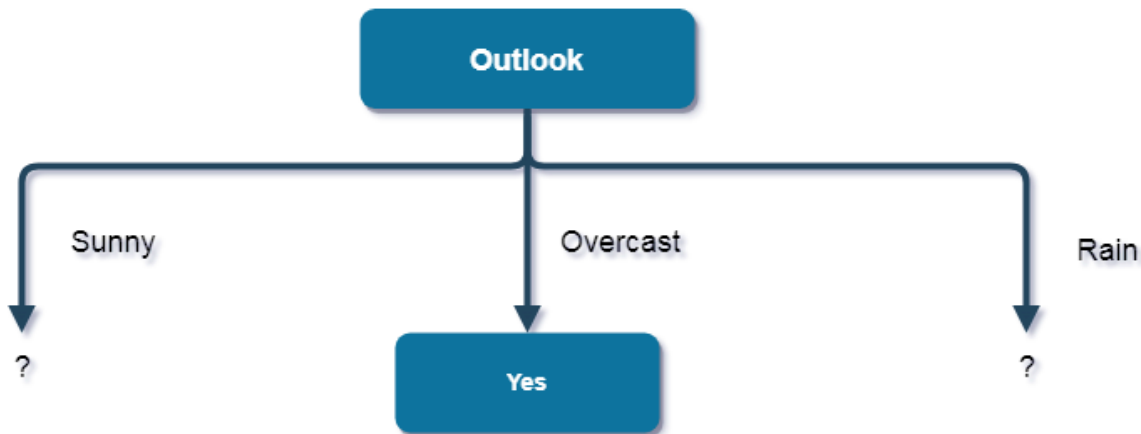 Outlook
Sunny
Overcast
Rain
?
Yes
?